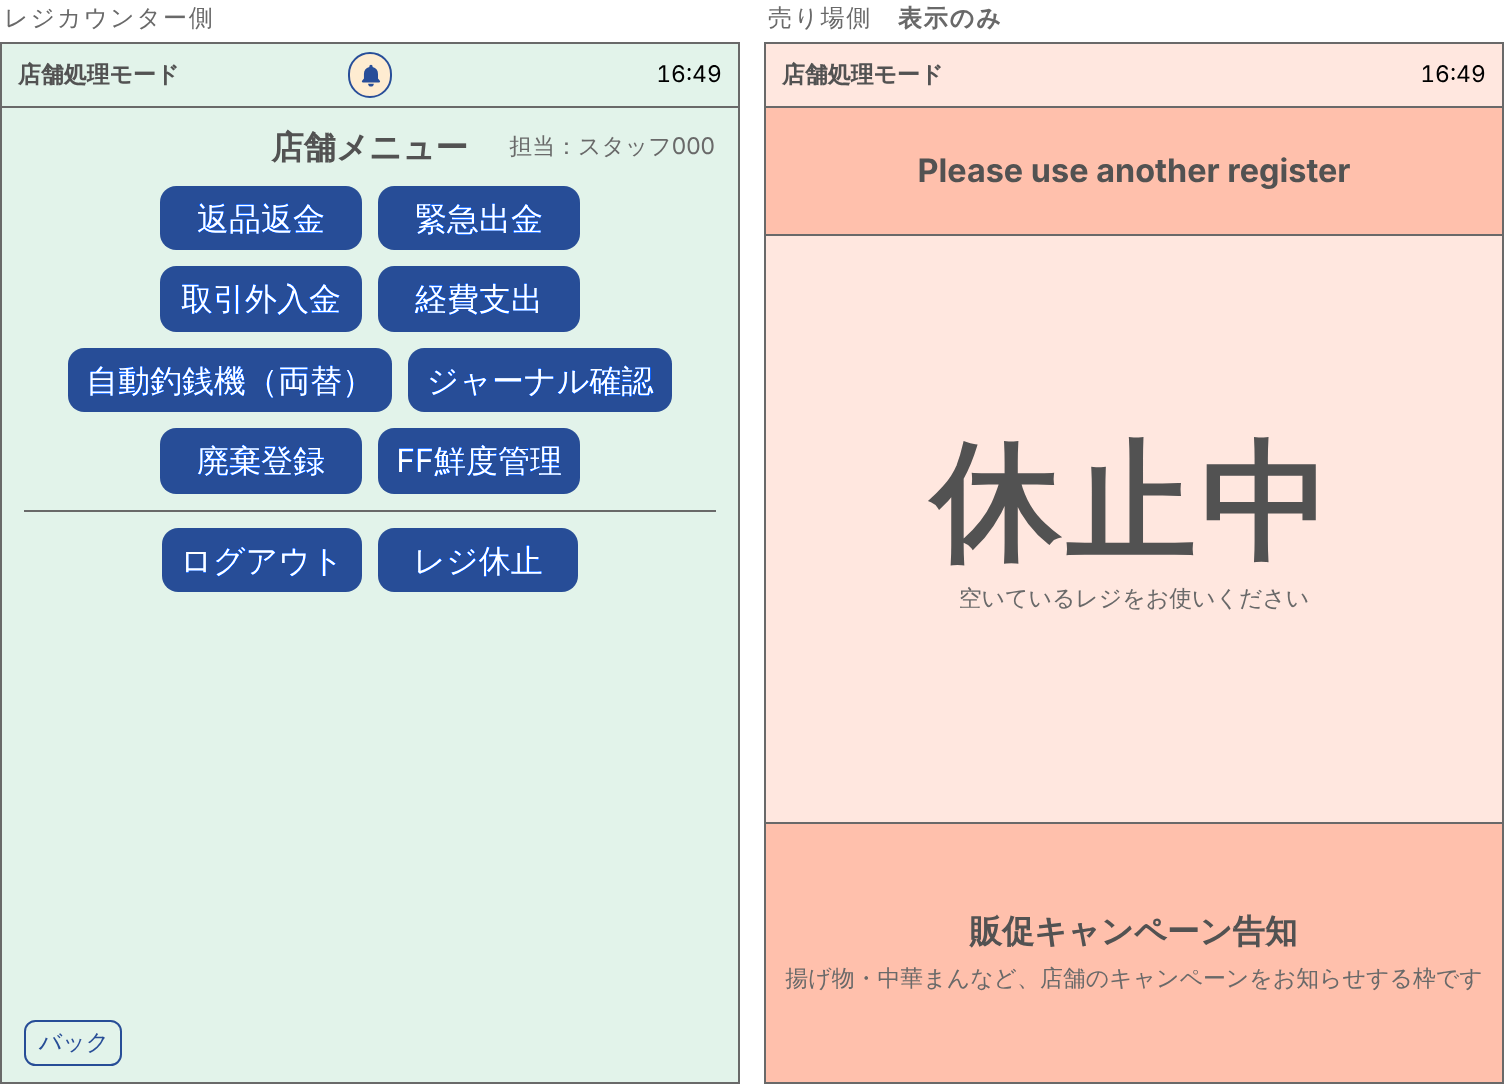 レジカウンター側
店舗処理モード
16:49
店舗メニュー
担当：スタッフ000
返品返金
緊急出金
取引外入金
経費支出
自動釣銭機（両替）
ジャーナル確認
廃棄登録
FF鮮度管理
ログアウト
レジ休止
バック
売り場側 表示のみ
店舗処理モード
16:49
Please use another register
休止中
空いているレジをお使いください
販促キャンペーン告知
揚げ物・中華まんなど、店舗のキャンペーンをお知らせする枠です